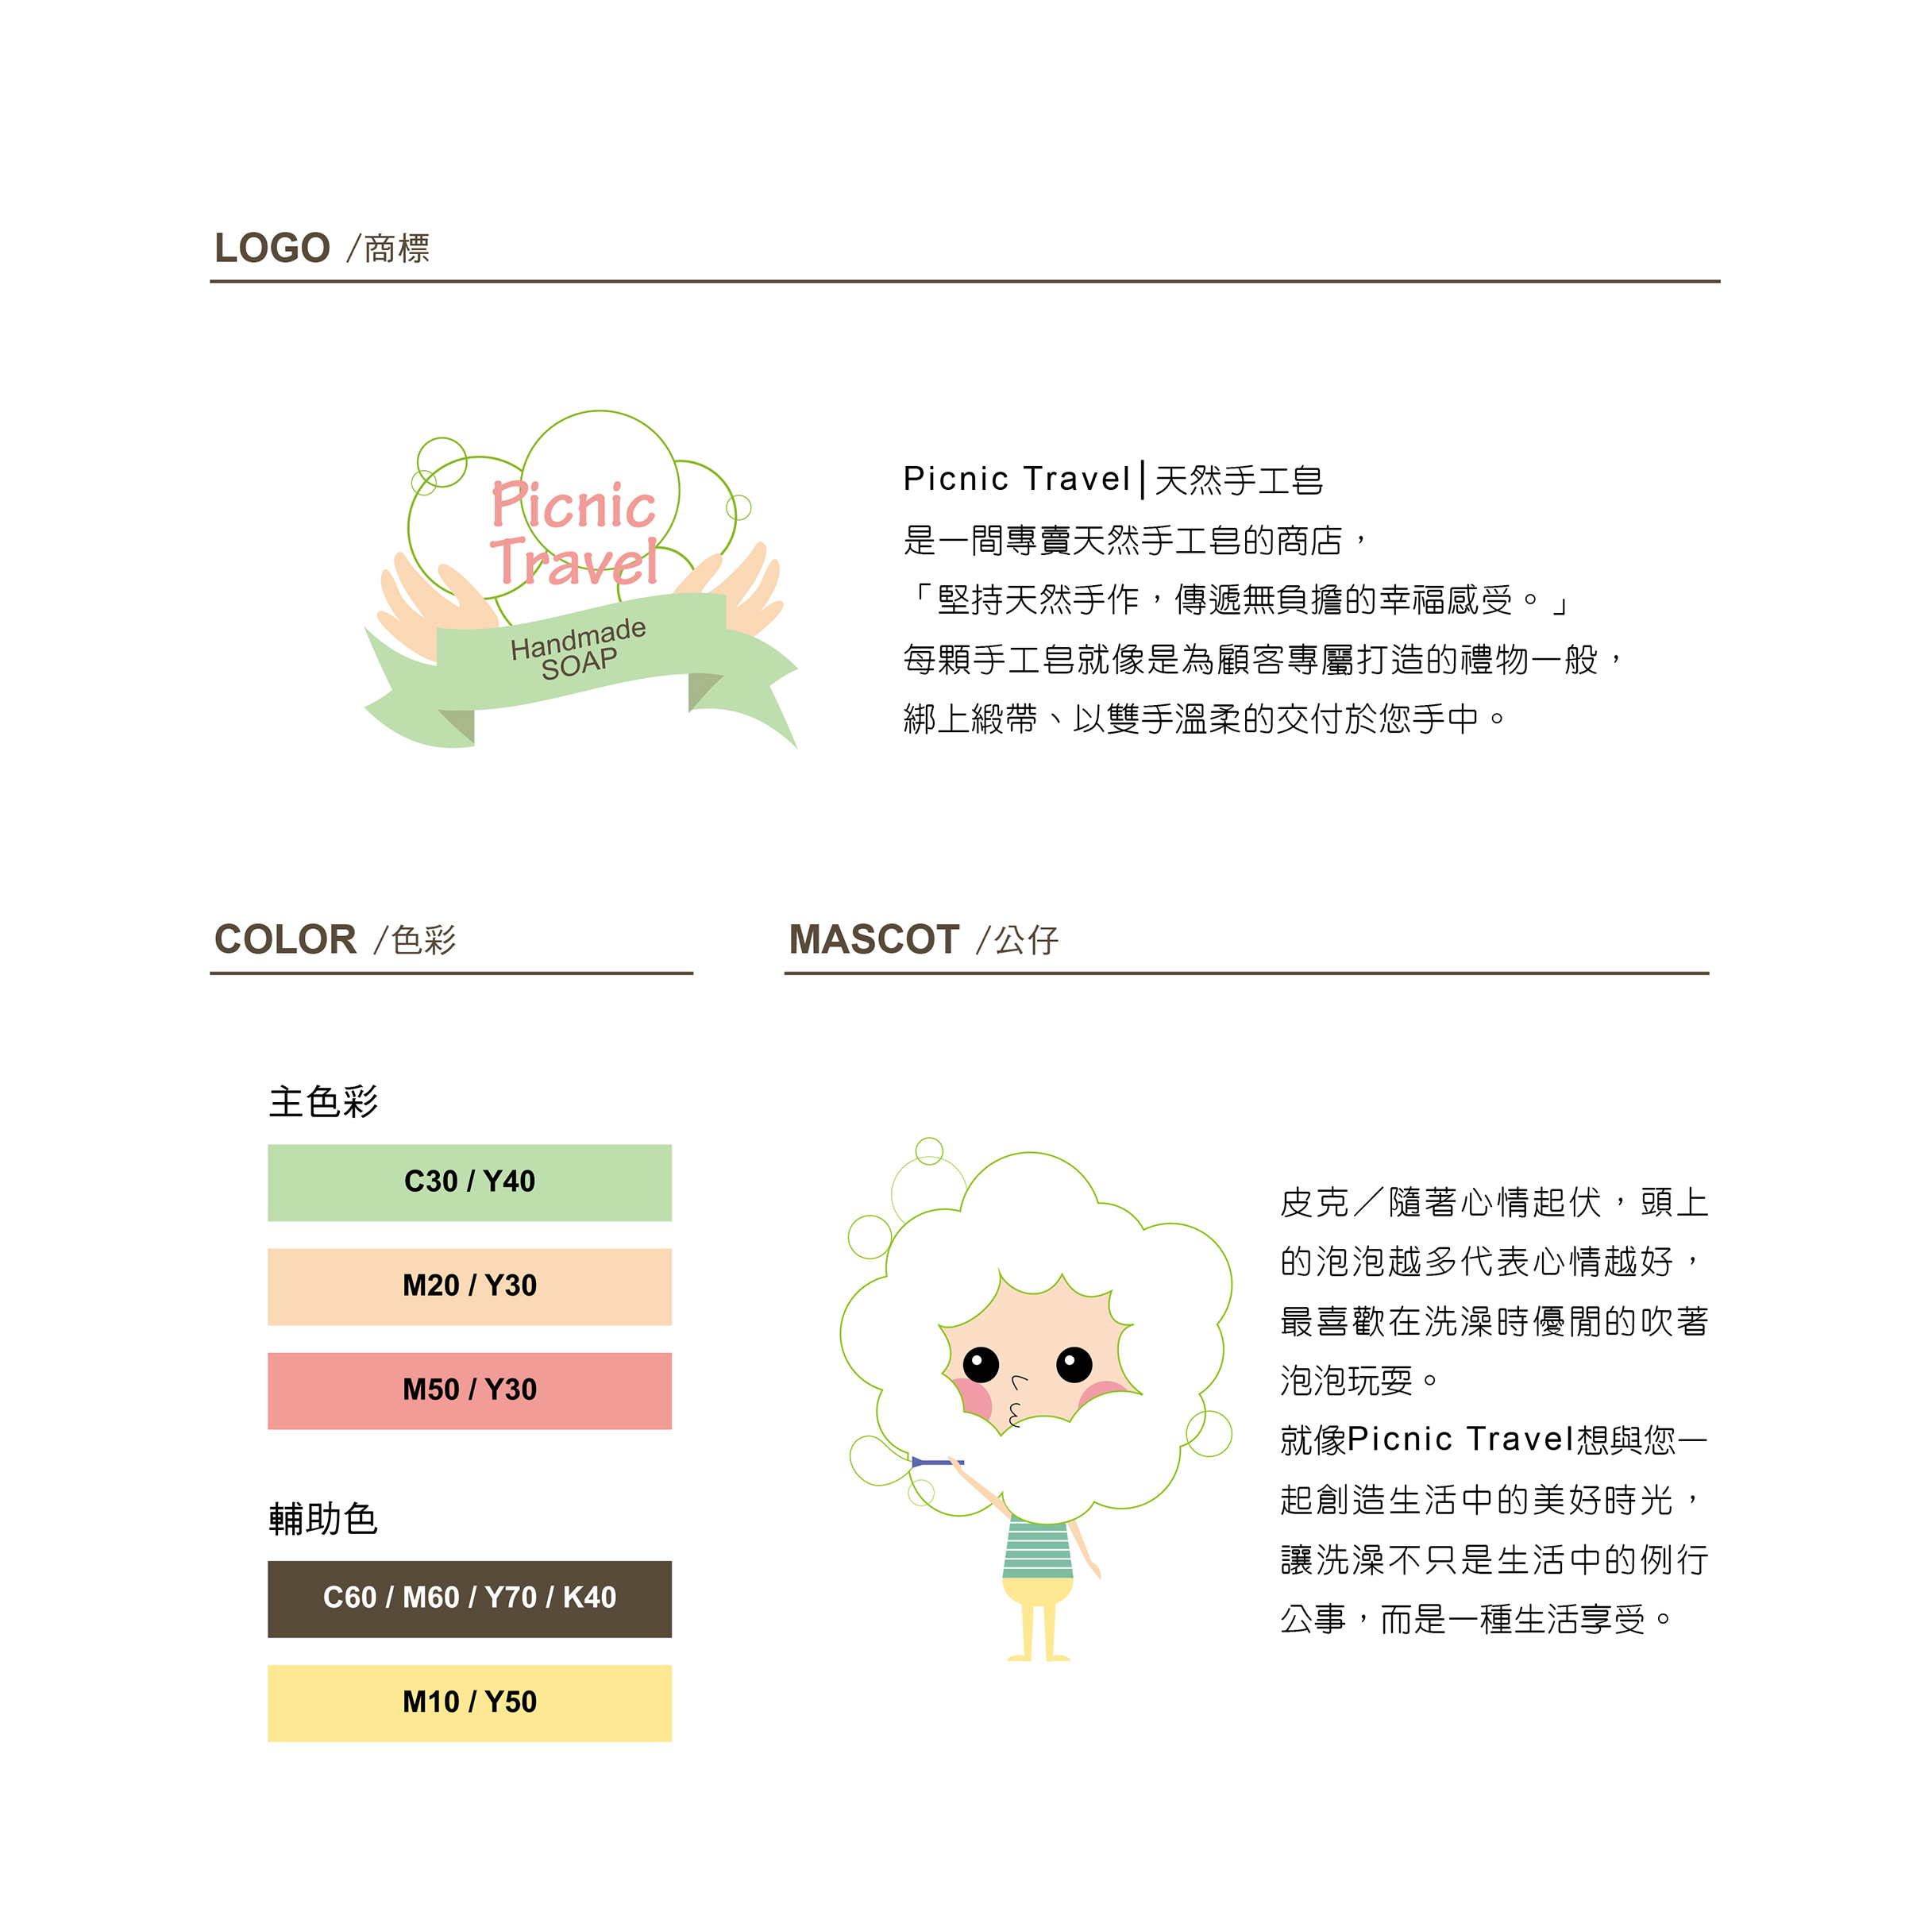 LOGO /商標
Picnic
Travel
Handmade
SOAP
Picnic Travel|天然手工皂
是一間專賣天然手工皂的商店，
「堅持天然手作，傳遞無負擔的幸福感受。」
每顆手工皂就像是為顧客專屬打造的禮物一般，
綁上緞帶、以雙手溫柔的交付於您手中。
COLOR /色彩
主色彩
C30 / Y40
M20 / Y30
M50 / Y30
輔助色
C60 / M60 / Y70 / K40
M10 / Y50
MASCOT /公仔
皮克／隨著心情起伏，頭上
的泡泡越多代表心情越好，
最喜歡在洗澡時優閒的吹著
泡泡玩耍。
就像Picnic Travel想與您一
起創造生活中的美好時光，
讓洗澡不只是生活中的例行
公事，而是一種生活享受。